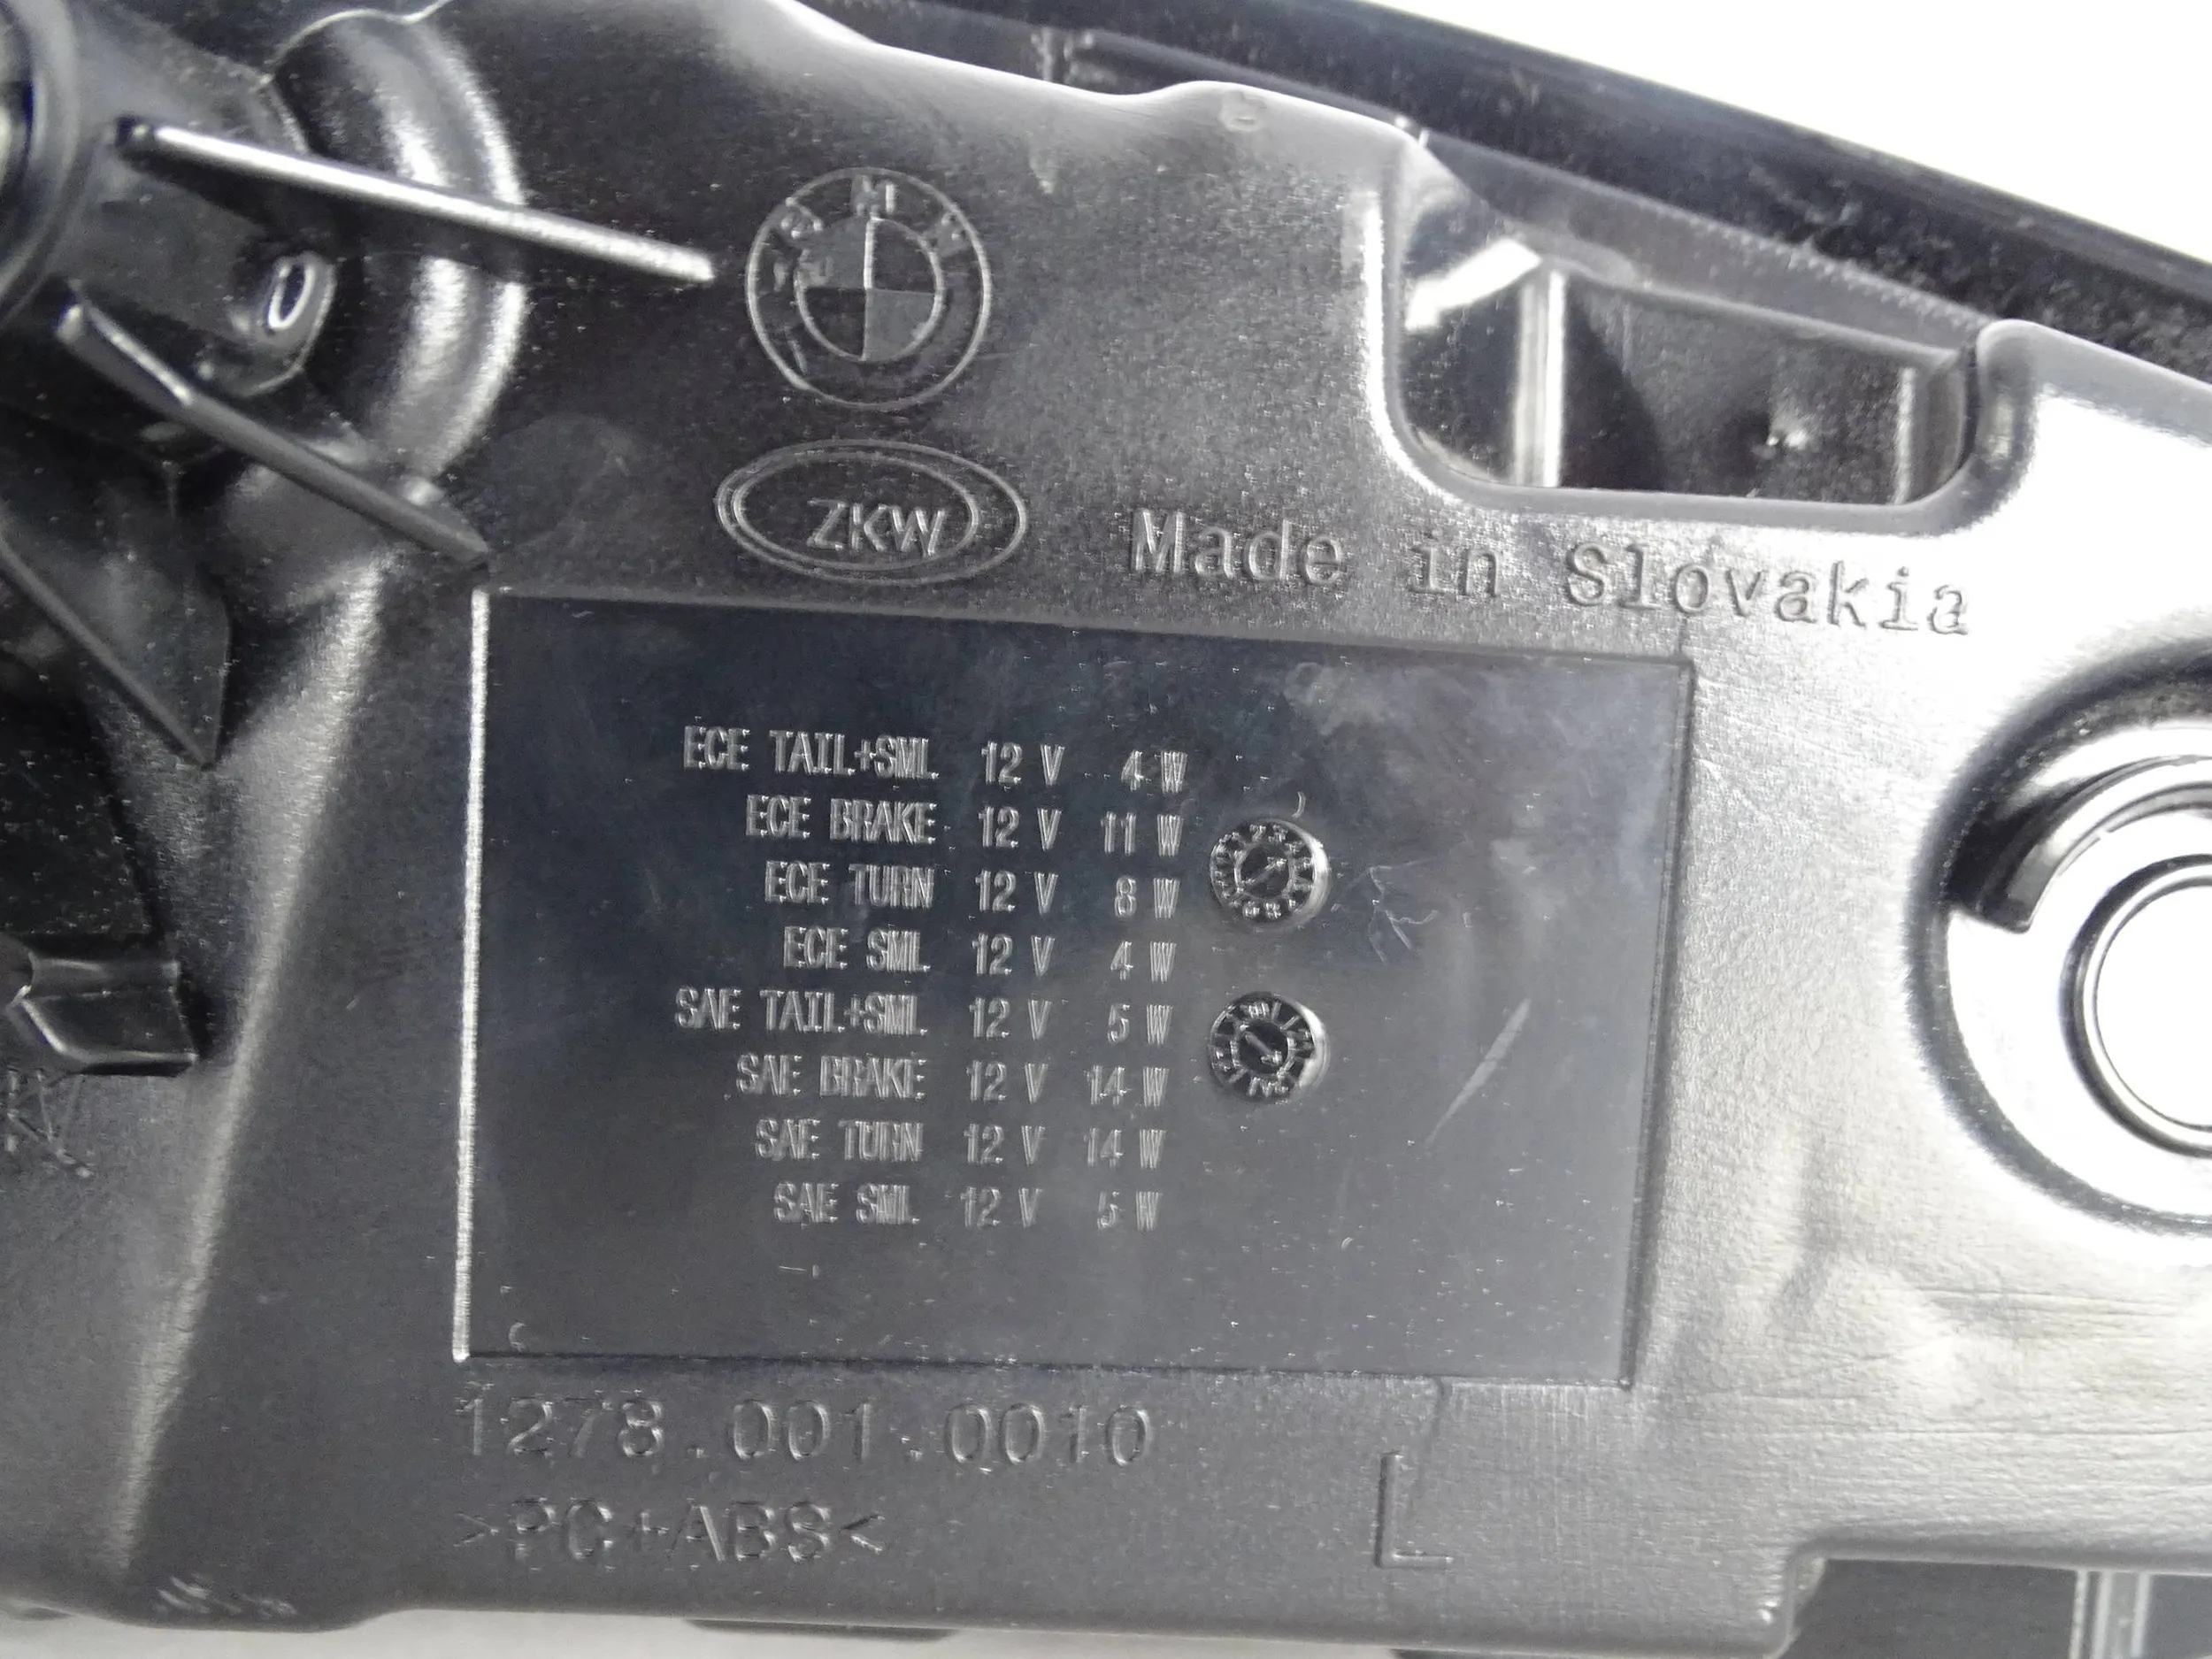 BMW
ZKW
Made in Slovakia
ECE TAIL+SML 12 V 4 W
ECE BRAKE 12 V 11 W
ECE TURN 12 V 8 W
ECE SML 12 V 4 W
SAE TAIL+SML 12 V 5 W
SAE BRAKE 12 V 14 W
SAE TURN 12 V 14 W
SAE SML 12 V 5 W
1278.001.0010
>PC+ABS<
L